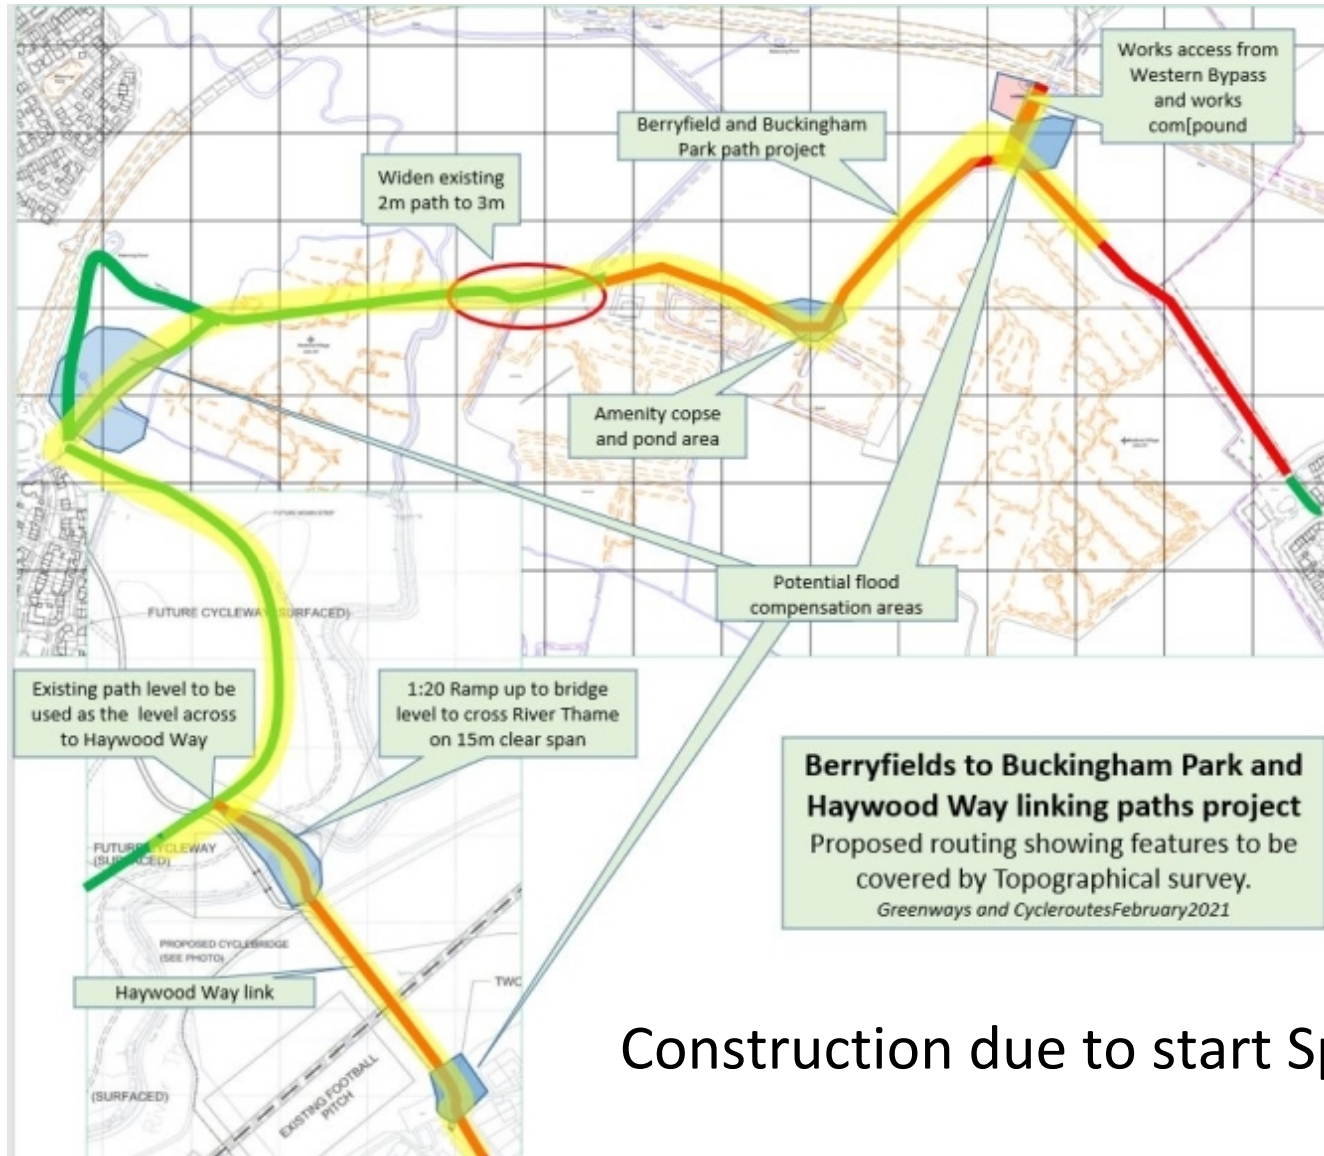 Works access from
Western Bypass
and works
com[pound
Berryfield and Buckingham
Park path project
Widen existing
2m path to 3m
Amenity copse
and pond area
Potential flood
compensation areas
FUTURE CYCLEWAY (SURFACED)
Existing path level to be
used as the level across
to Haywood Way
1:20 Ramp up to bridge
level to cross River Thame
on 15m clear span
Berryfields to Buckingham Park and
Haywood Way linking paths project
Proposed routing showing features to be
covered by Topographical survey.
Greenways and CycleroutesFebruary2021
FUTURE CYCLEWAY
(SURFACED)
PROPOSED CYCLEBRIDGE
(SEE PHOTO)
Haywood Way link
TWO
Construction due to start Sp
(SURFACED)
EXISTING FOOTBALL
PITCH